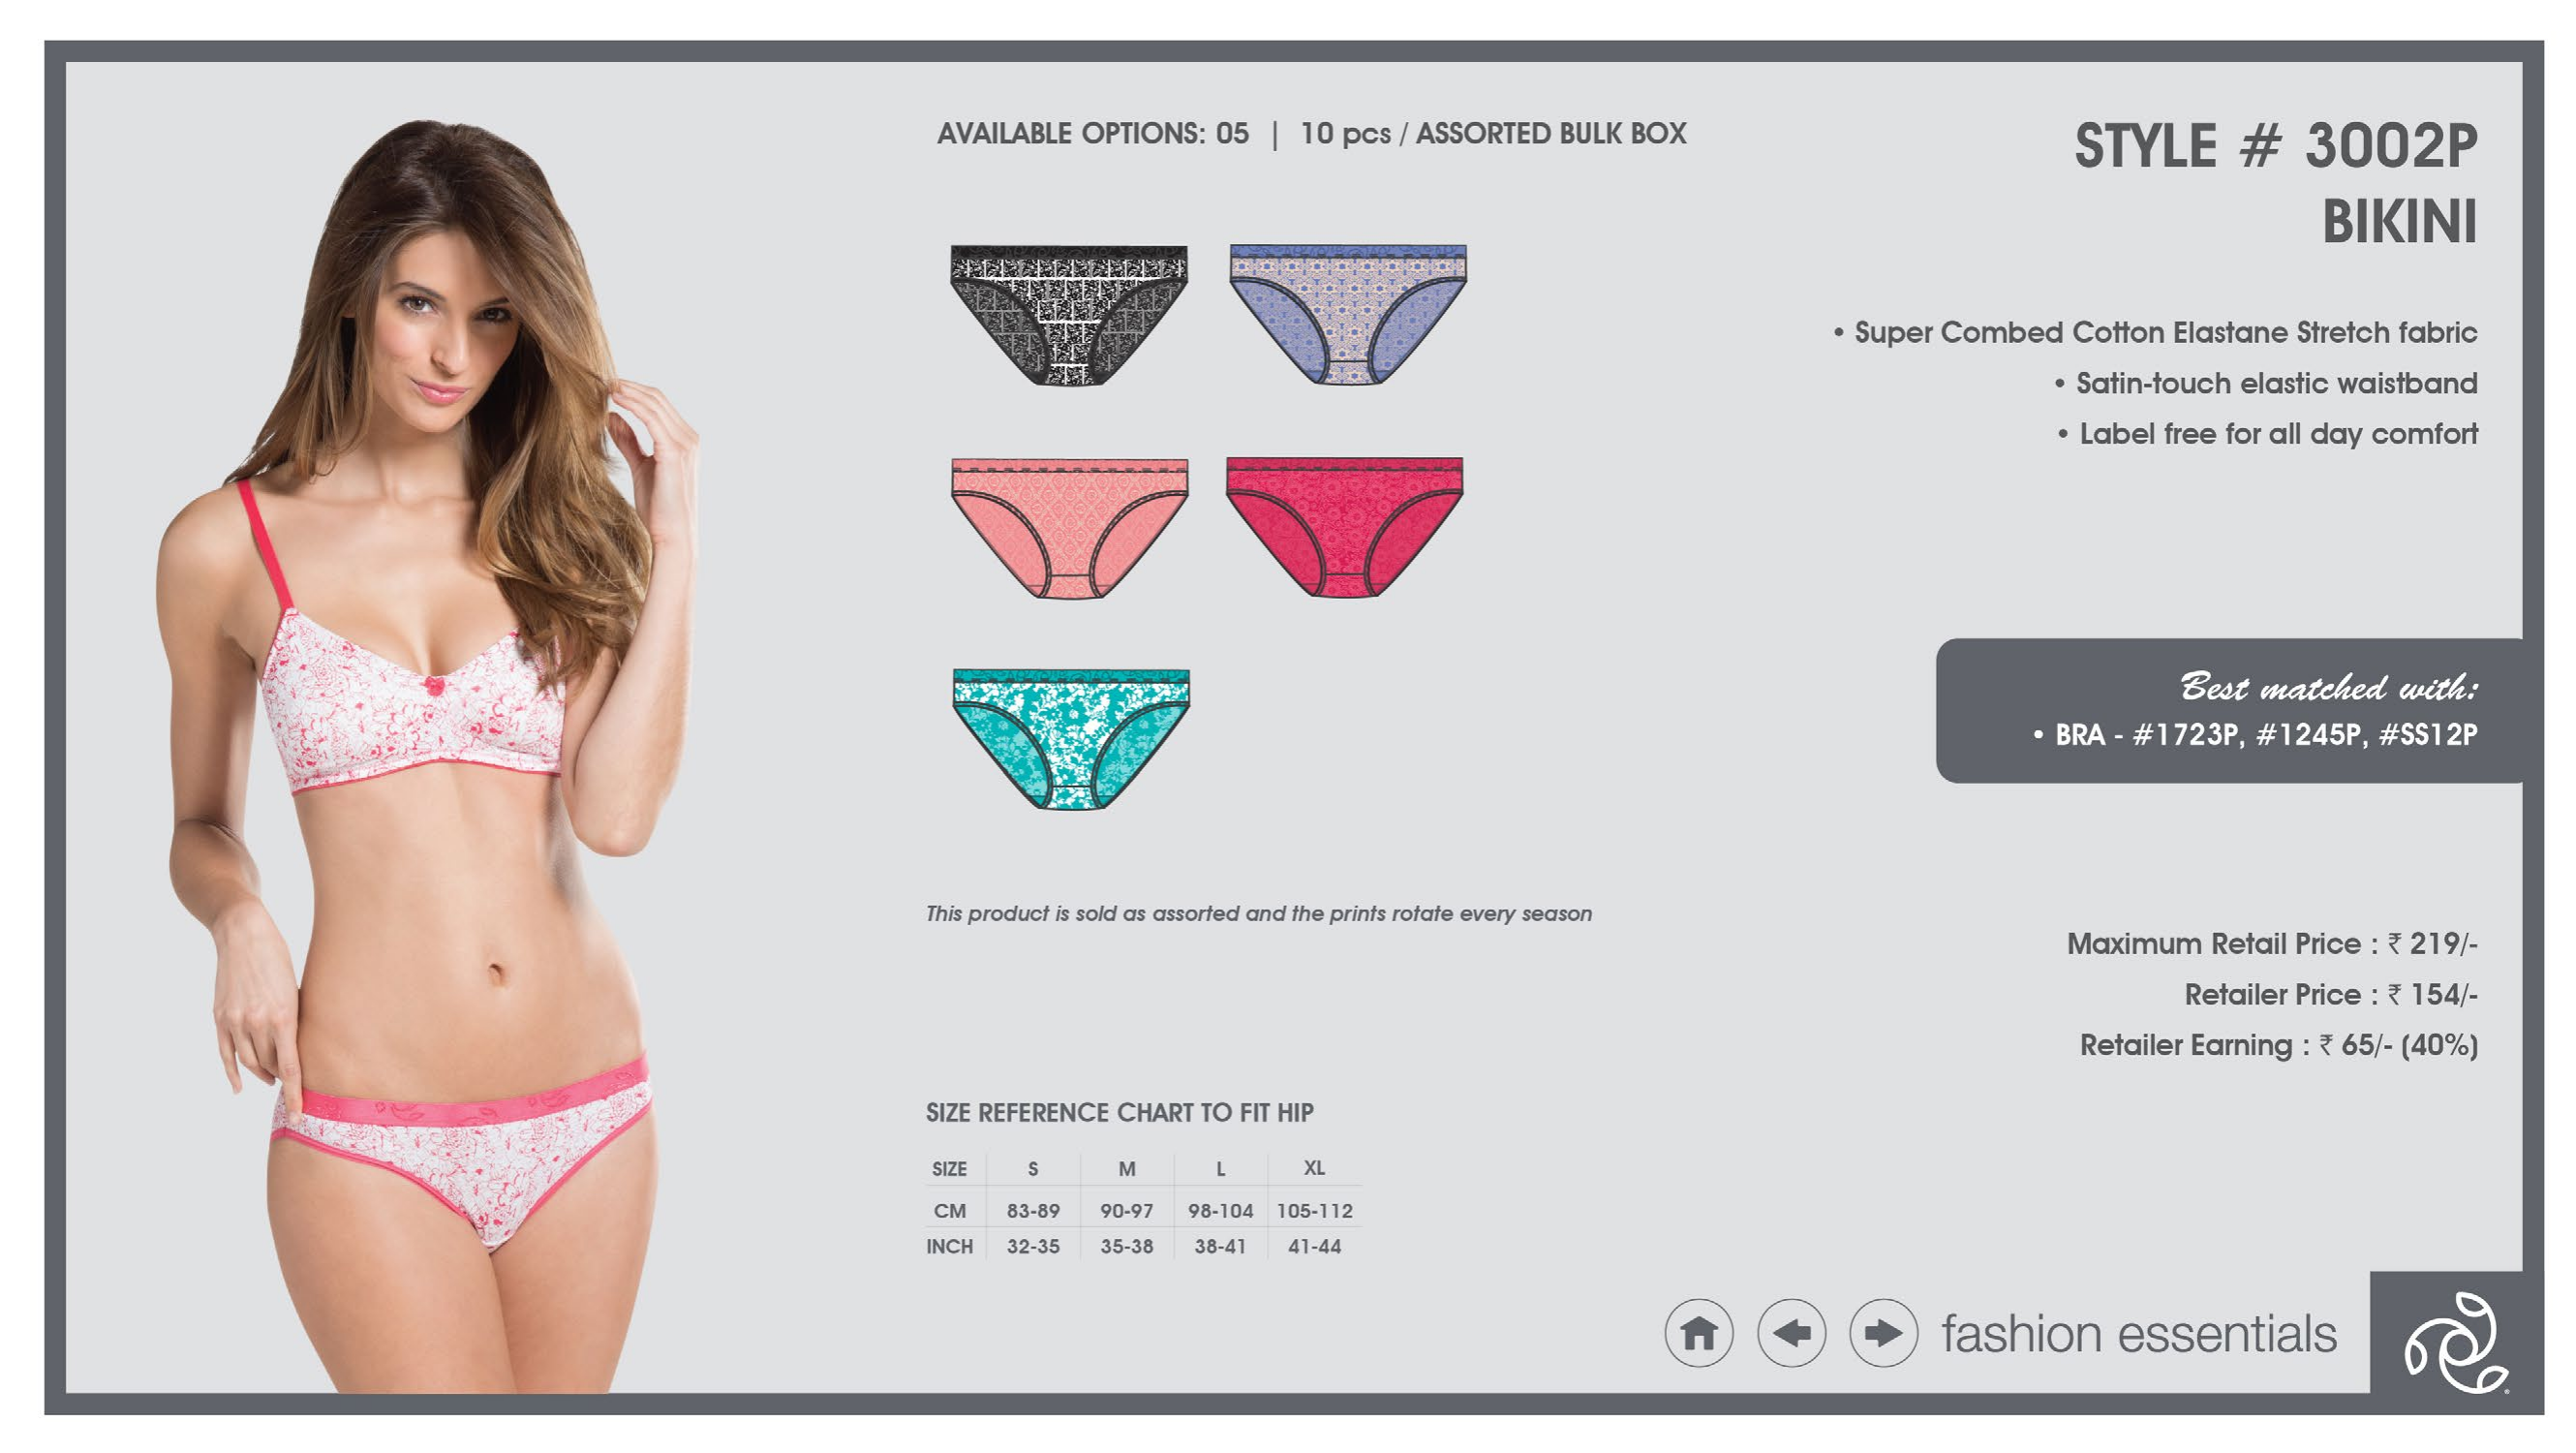 AVAILABLE OPTIONS: 05 | 10 pcs / ASSORTED BULK BOX
STYLE # 3002P
BIKINI
• Super Combed Cotton Elastane Stretch fabric
• Satin-touch elastic waistband
• Label free for all day comfort
Best matched with:
• BRA - #1723P, #1245P, #SS12P
This product is sold as assorted and the prints rotate every season
Maximum Retail Price : ₹ 219/-
Retailer Price : ₹ 154/-
Retailer Earning : ₹ 65/- (40%)
SIZE REFERENCE CHART TO FIT HIP
SIZE S M L XL
CM 83-89 90-97 98-104 105-112
INCH 32-35 35-38 38-41 41-44
fashion essentials